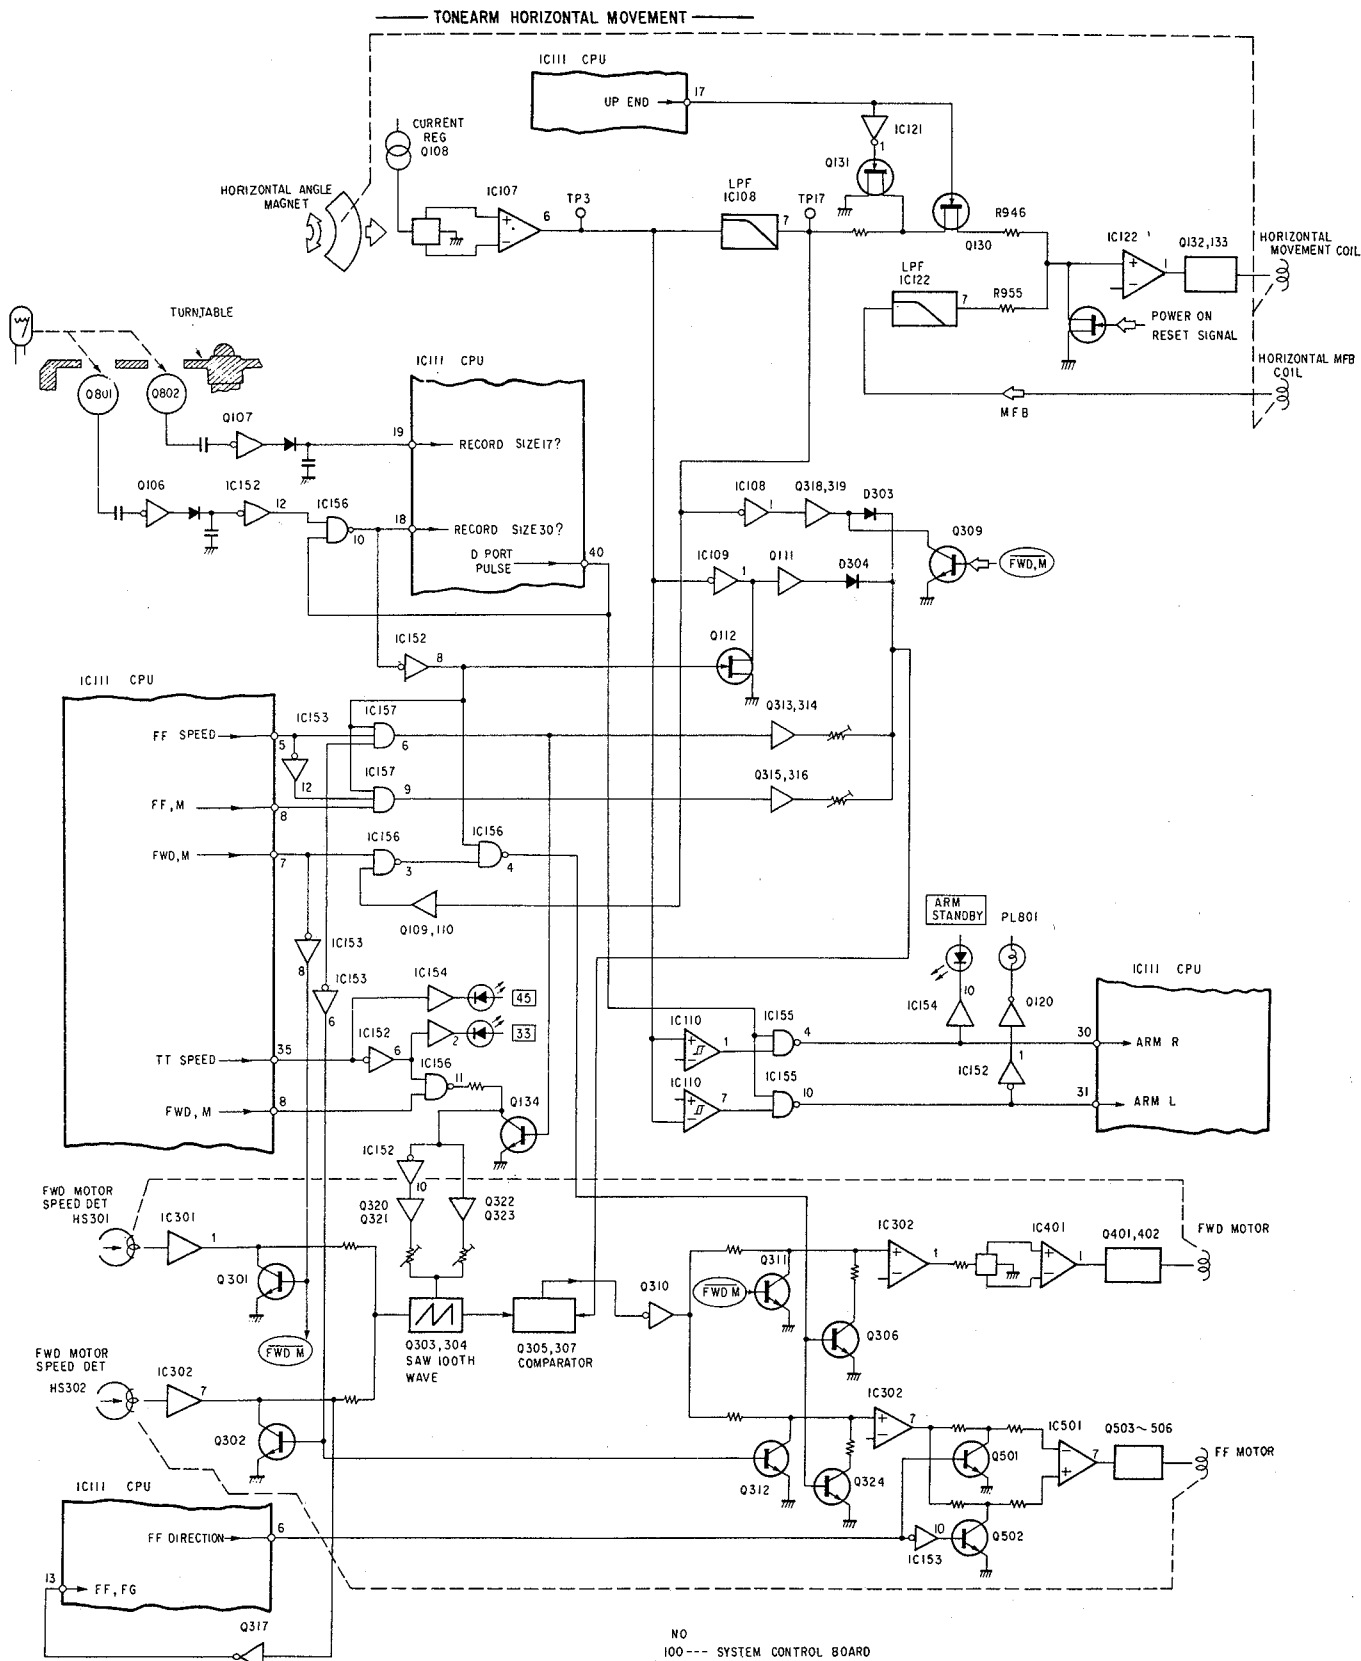 TONEARM HORIZONTAL MOVEMENT
IC111 CPU
UP END
17
CURRENT
REG
Q108
IC121
1
Q131
HORIZONTAL ANGLE
MAGNET
IC107
+
−
6
TP3
LPF
IC108
7
TP17
Q130
R946
IC122
+
−
1
Q132,133
HORIZONTAL
MOVEMENT COIL
LPF
IC122
7
R955
POWER ON
RESET SIGNAL
TURNTABLE
HORIZONTAL MFB
COIL
MFB
Q801
Q802
IC111 CPU
Q107
19
RECORD SIZE17?
Q106
IC152
12
IC156
10
18
RECORD SIZE30?
D PORT
PULSE
40
IC108
1
Q318,319
D303
Q309
FWD,M
IC109
1
Q111
D304
IC152
8
Q112
IC111 CPU
FF SPEED
5
IC153
12
IC157
6
Q313,314
FF,M
8
IC157
9
Q315,316
FWD,M
7
IC156
3
IC156
4
Q109,110
IC153
8
IC153
6
ARM
STANDBY
PL801
IC154
45
33
2
IC154
10
Q120
IC111 CPU
TT SPEED
35
IC152
6
IC156
11
IC110
+
−
1
IC155
4
30
ARM R
IC152
1
FWD,M
8
Q134
IC110
+
−
7
IC155
10
31
ARM L
IC152
10
FWD MOTOR
SPEED DET
HS301
IC301
1
Q320
Q321
Q322
Q323
IC302
+
−
1
IC401
+
−
1
Q401,402
FWD MOTOR
Q301
FWD M
Q310
Q311
FWD M
Q306
Q303,304
SAW 100TH
WAVE
Q305,307
COMPARATOR
FWD MOTOR
SPEED DET
HS302
IC302
7
Q302
IC302
+
−
7
Q312
Q324
Q501
IC501
−
+
7
Q503~506
FF MOTOR
IC111 CPU
FF DIRECTION
6
IC153
10
Q502
13
FF,FG
Q317
NO
100--- SYSTEM CONTROL BOARD